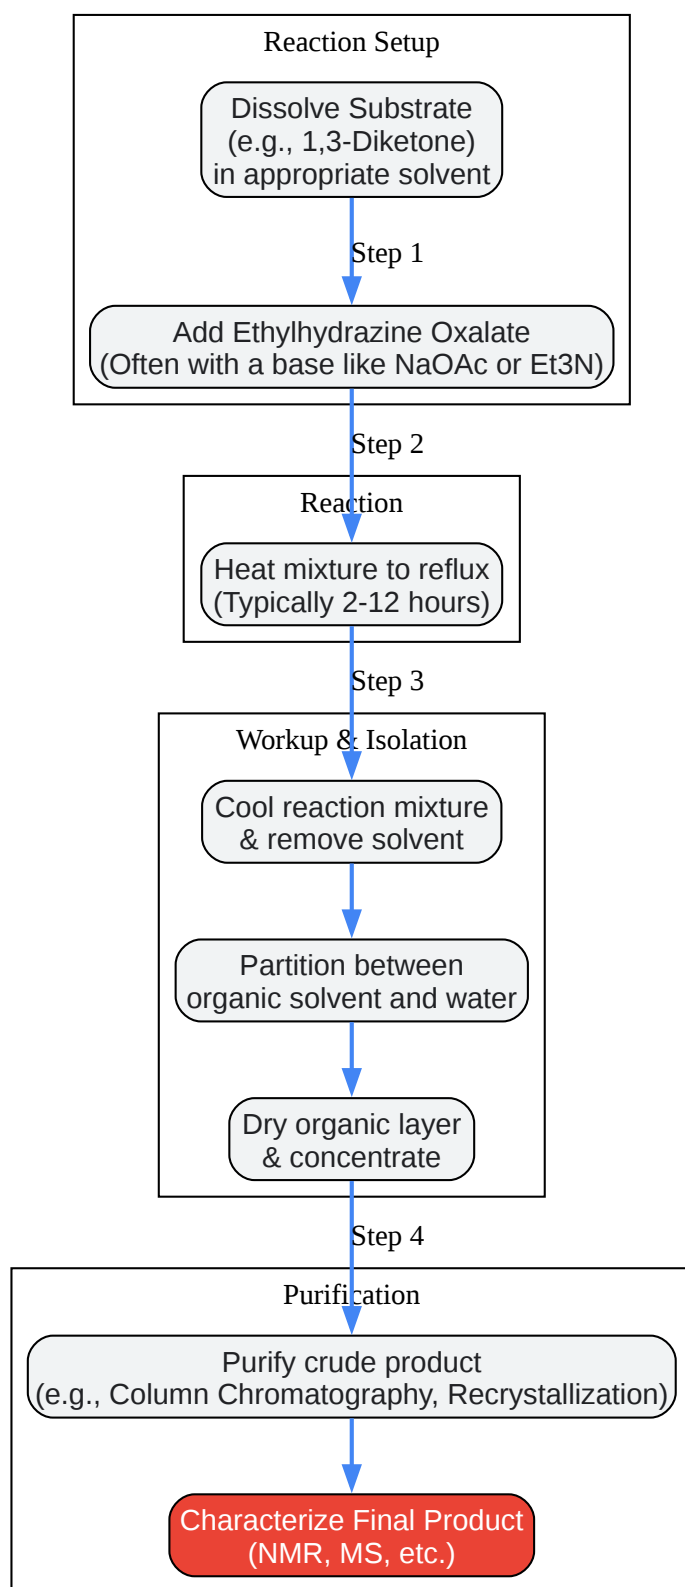 Reaction Setup
Dissolve Substrate
(e.g., 1,3-Diketone)
in appropriate solvent
Step 1
Add Ethylhydrazine Oxalate
(Often with a base like NaOAc or Et3N)
Step 2
Reaction
Heat mixture to reflux
(Typically 2-12 hours)
Step 3
Workup & Isolation
Cool reaction mixture
& remove solvent
Partition between
organic solvent and water
Dry organic layer
& concentrate
Step 4
Purification
Purify crude product
(e.g., Column Chromatography, Recrystallization)
Characterize Final Product
(NMR, MS, etc.)